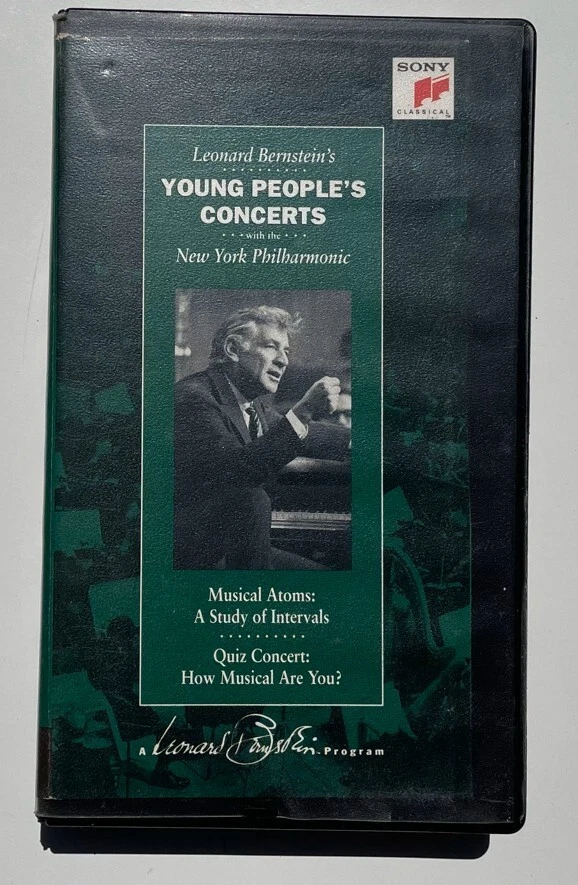 SONY
CLASSICAL™
Leonard Bernstein's
YOUNG PEOPLE'S
CONCERTS
with the
New York Philharmonic
Musical Atoms:
A Study of Intervals
Quiz Concert:
How Musical Are You?
A Leonard Bernstein Program